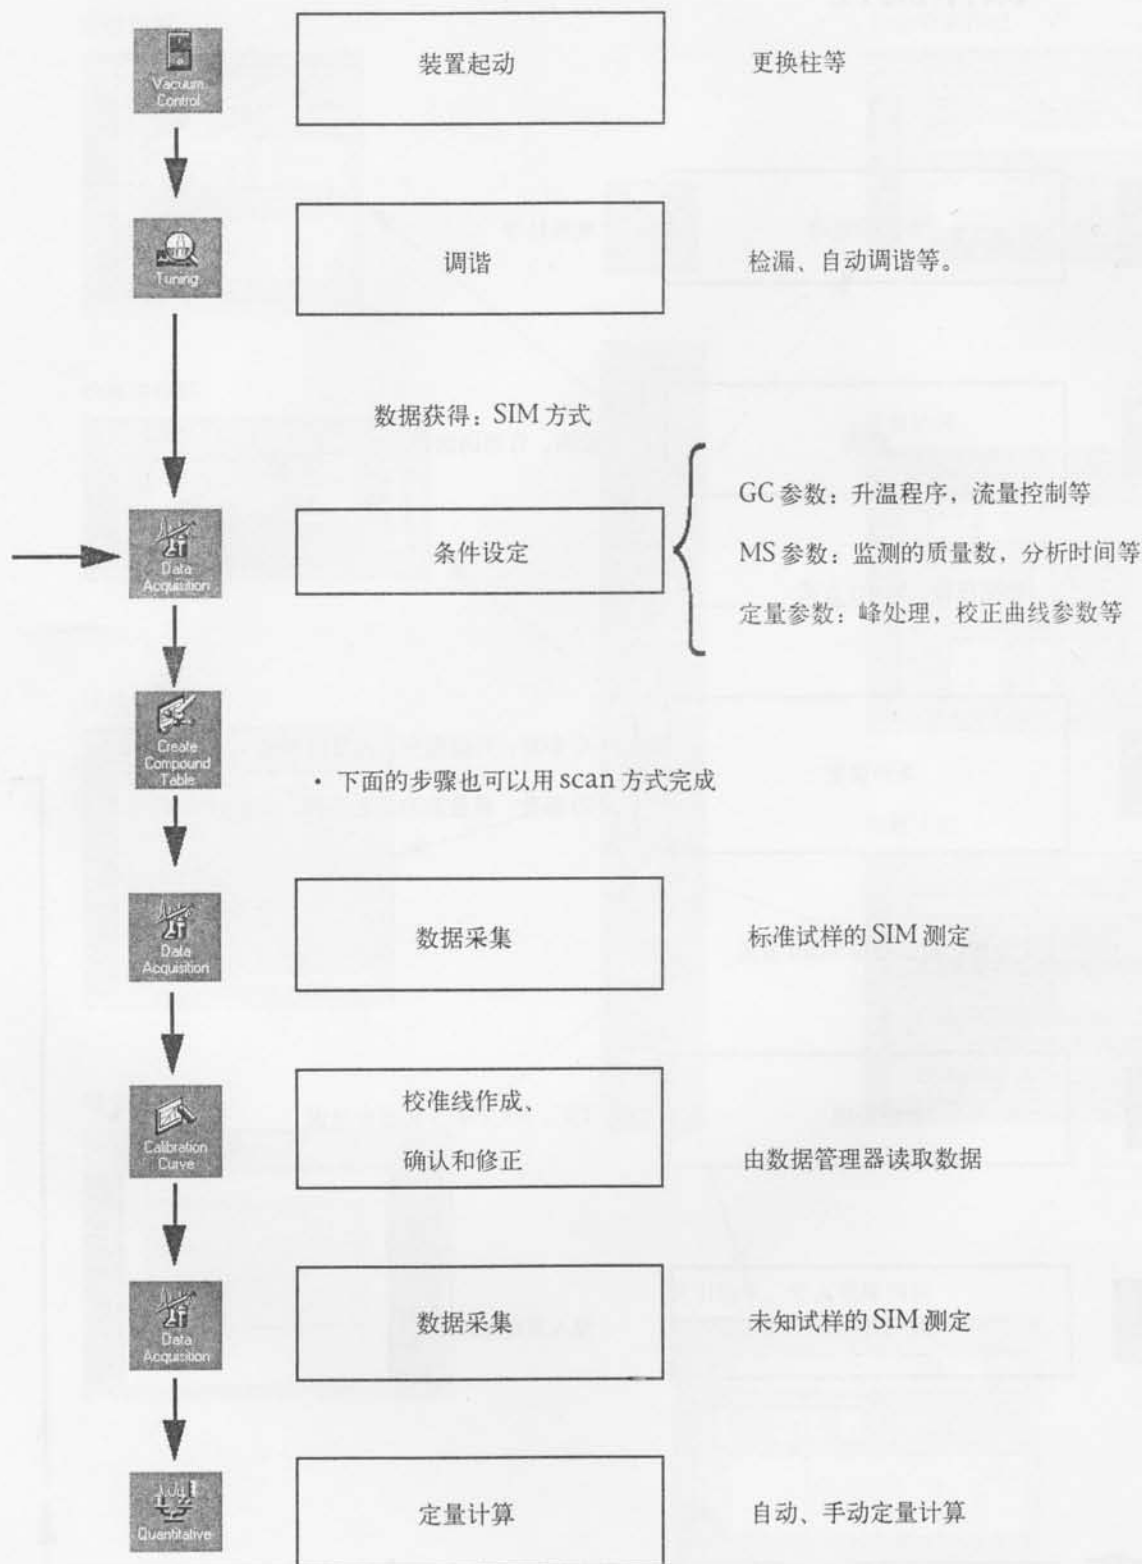 Vacuum
Control
装置起动
更换柱等
Tuning
调谐
检漏、自动调谐等。
数据获得：SIM 方式
Data
Acquisition
条件设定
GC 参数：升温程序，流量控制等
MS 参数：监测的质量数，分析时间等
定量参数：峰处理，校正曲线参数等
Create
Compound
Table
· 下面的步骤也可以用 scan 方式完成
Data
Acquisition
数据采集
标准试样的 SIM 测定
Calibration
Curve
校准线作成、
确认和修正
由数据管理器读取数据
Data
Acquisition
数据采集
未知试样的 SIM 测定
Quantitative
定量计算
自动、手动定量计算